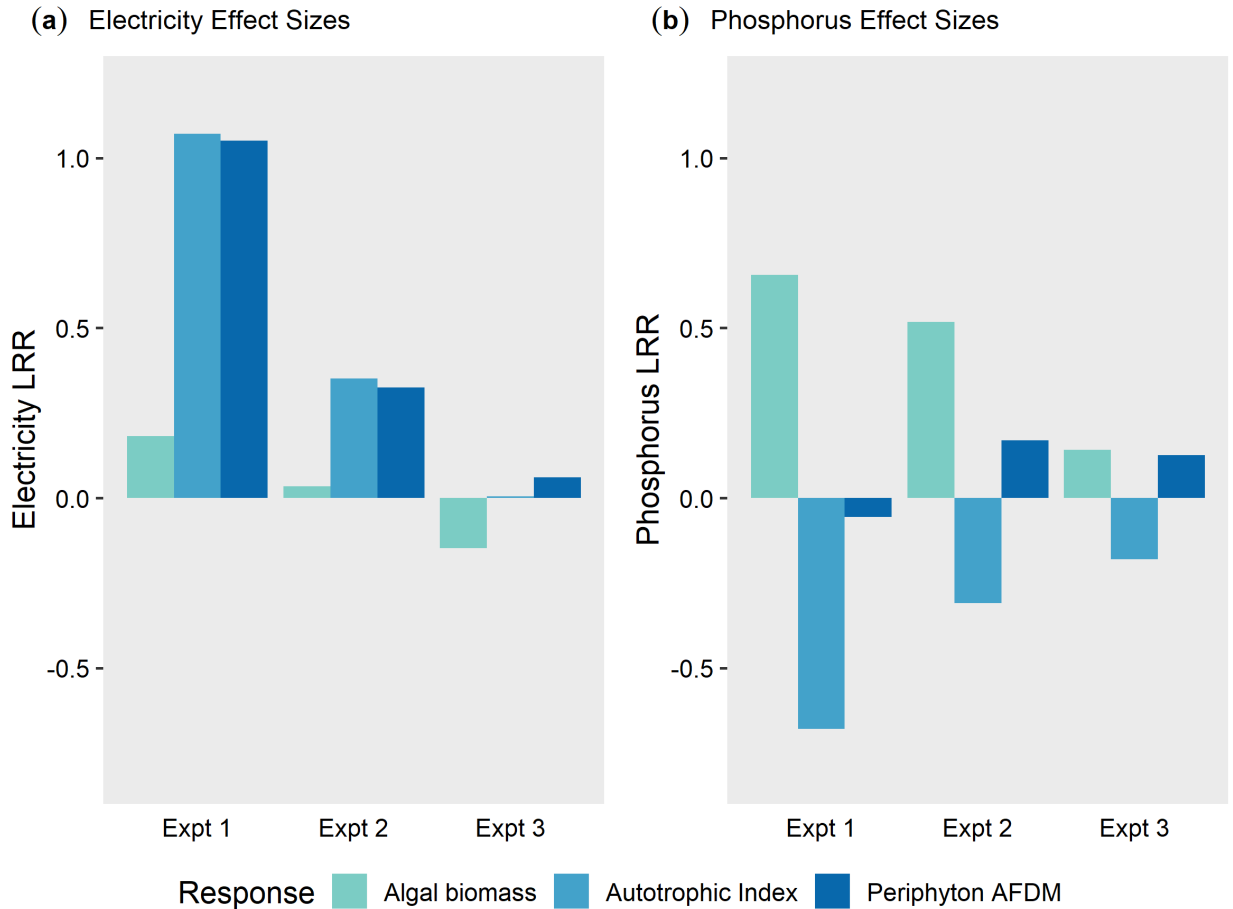 (a) Electricity Effect Sizes
Electricity LRR
1.0
0.5
0.0
-0.5
Expt 1 Expt 2 Expt 3
(b) Phosphorus Effect Sizes
Phosphorus LRR
1.0
0.5
0.0
-0.5
Expt 1 Expt 2 Expt 3
Response Algal biomass Autotrophic Index Periphyton AFDM